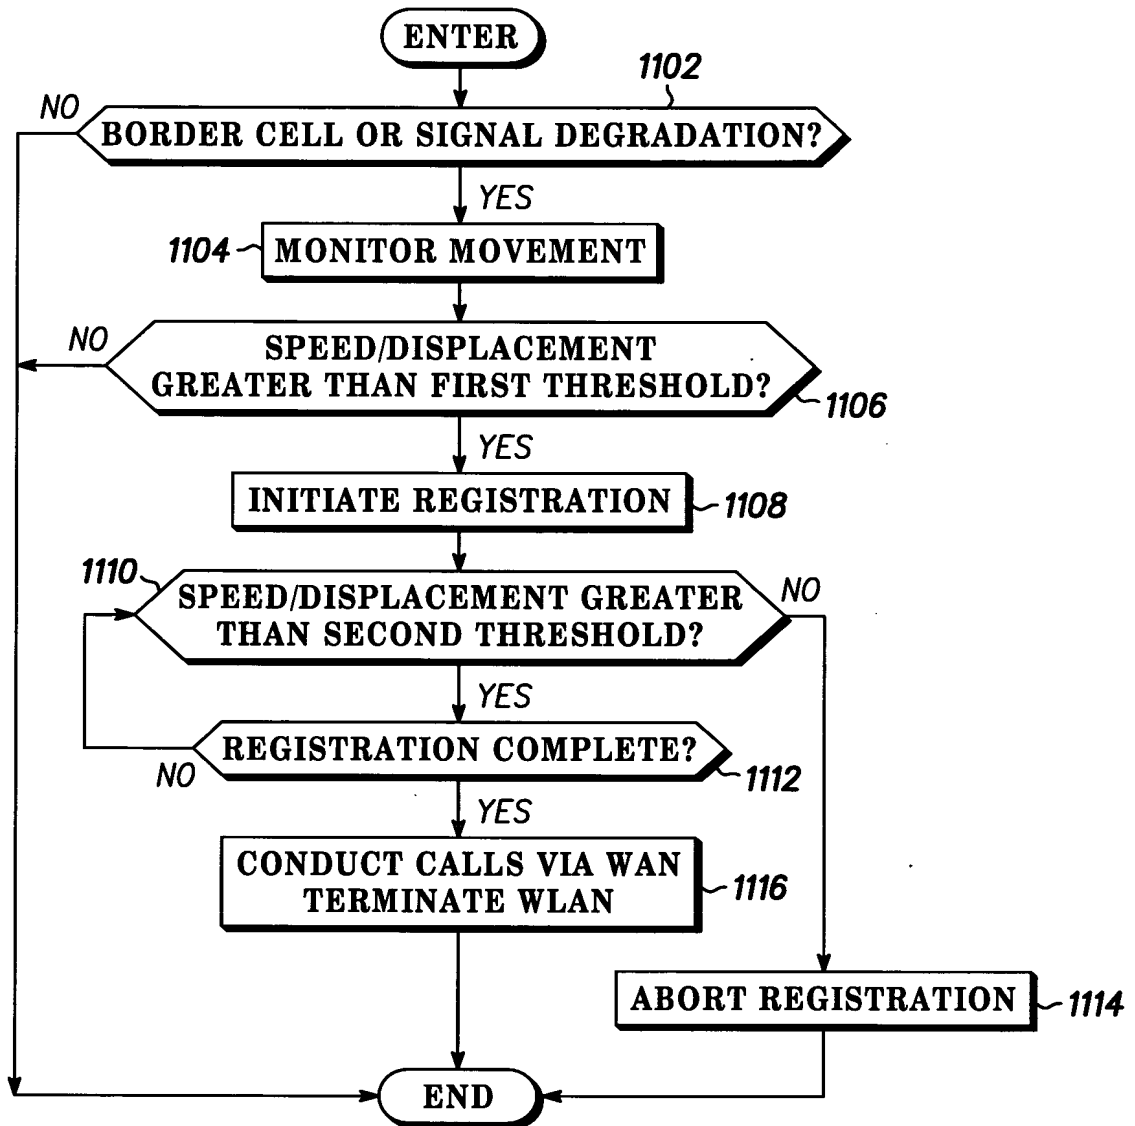 ENTER
1102
NO
BORDER CELL OR SIGNAL DEGRADATION?
YES
1104
MONITOR MOVEMENT
NO
SPEED/DISPLACEMENT
GREATER THAN FIRST THRESHOLD?
1106
YES
INITIATE REGISTRATION
1108
1110
SPEED/DISPLACEMENT GREATER
THAN SECOND THRESHOLD?
NO
YES
REGISTRATION COMPLETE?
NO
1112
YES
CONDUCT CALLS VIA WAN
TERMINATE WLAN
1116
ABORT REGISTRATION
1114
END